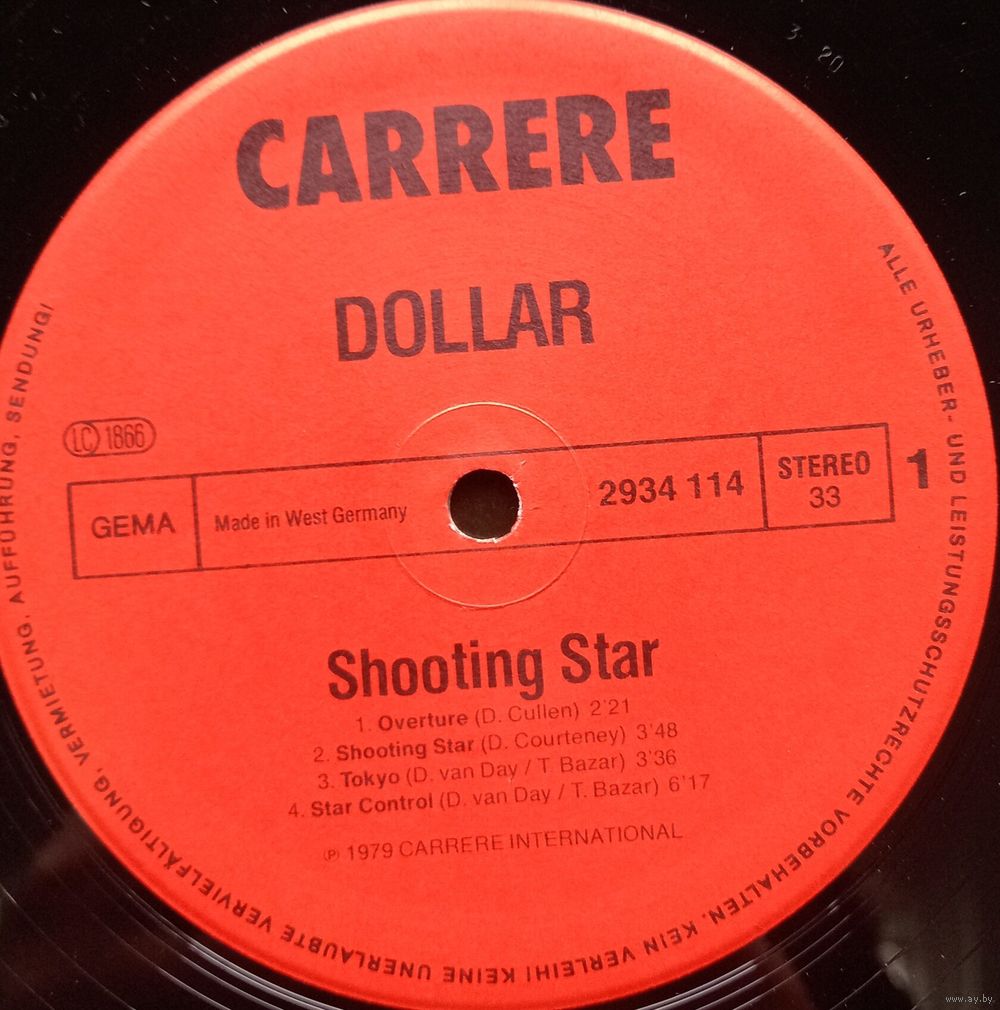 3 20
CARRERE
DOLLAR
LC 1866
GEMA
Made in West Germany
2934 114
STEREO
33
1
Shooting Star
1. Overture (D. Cullen) 2'21
2. Shooting Star (D. Courteney) 3'48
3. Tokyo (D. van Day / T. Bazar) 3'36
4. Star Control (D. van Day / T. Bazar) 6'17
℗ 1979 CARRERE INTERNATIONAL
ALLE URHEBER- UND LEISTUNGSSCHUTZRECHTE VORBEHALTEN. KEIN VERLEIH! KEINE UNERLAUBTE VERVIELFÄLTIGUNG, VERMIETUNG, AUFFÜHRUNG, SENDUNG!
www.ay.by